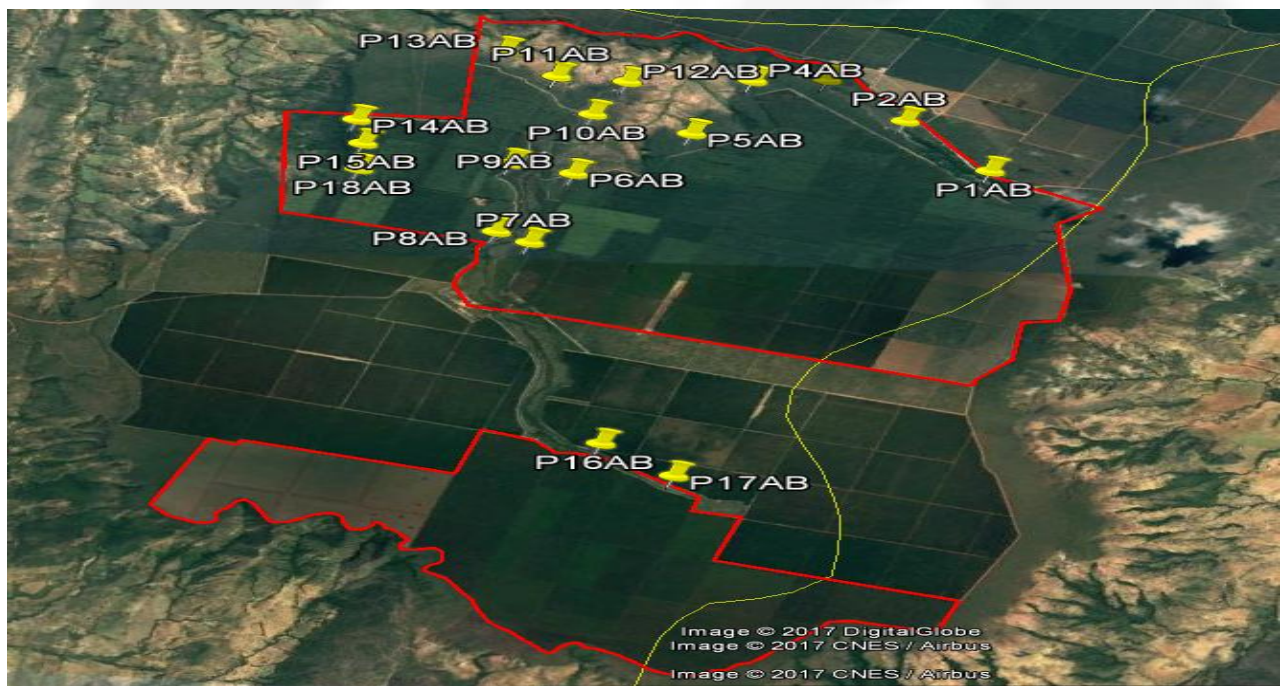 P13AB
P11AB
P12AB
P4AB
P2AB
P14AB
P10AB
P5AB
P15AB
P9AB
P18AB
P6AB
P1AB
P7AB
P8AB
P16AB
P17AB
Image © 2017 DigitalGlobe
Image © 2017 CNES / Airbus
Image © 2017 CNES / Airbus